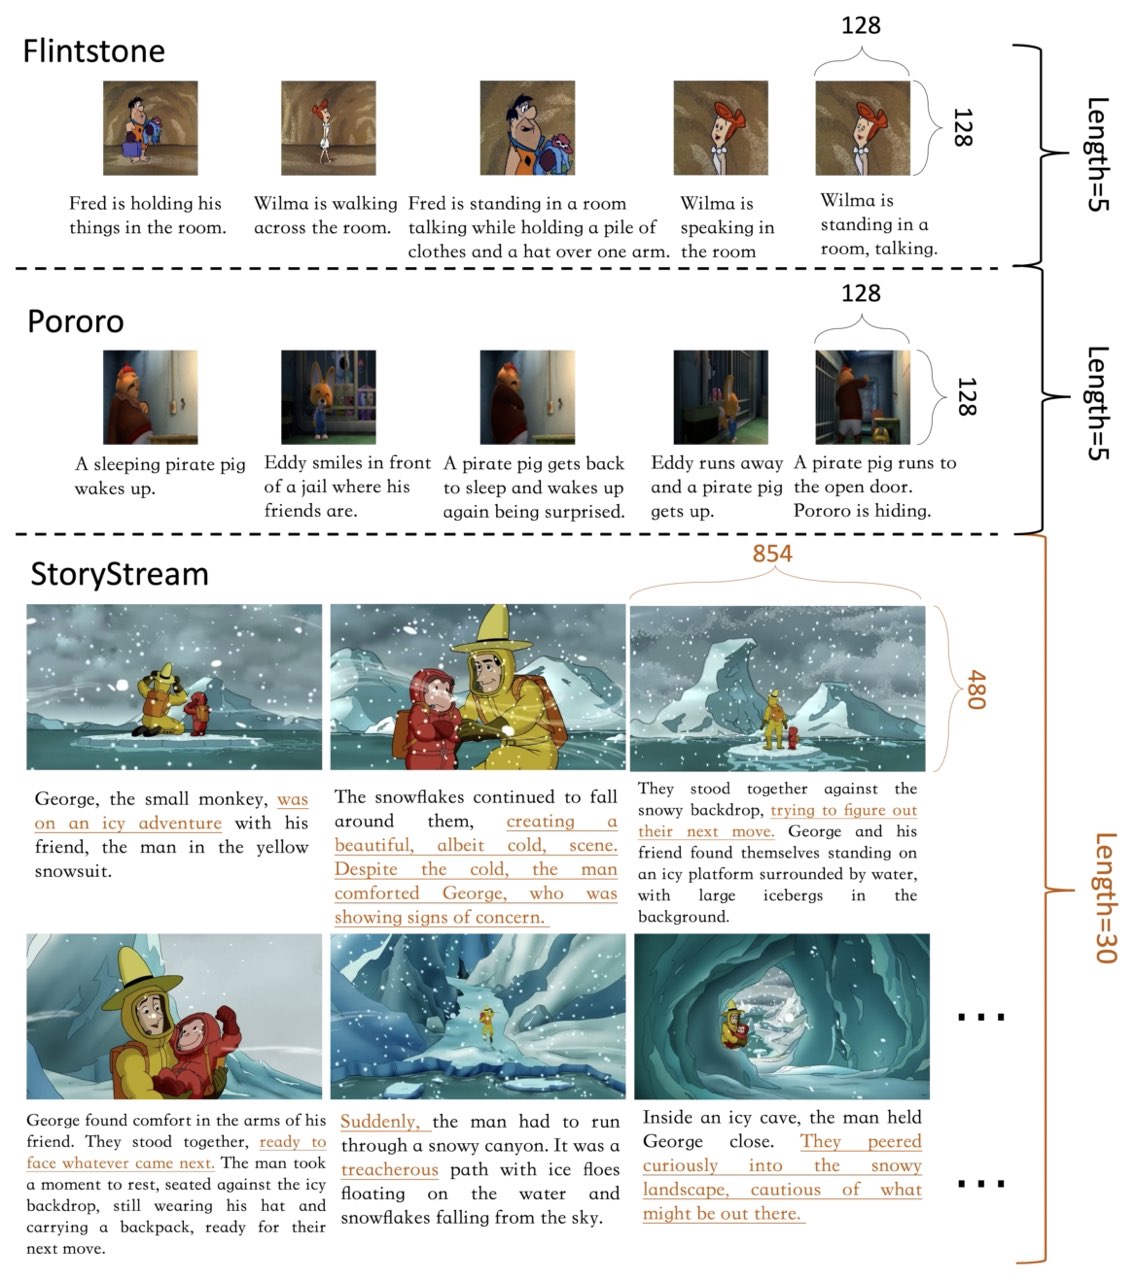 Flintstone
128
128
Length=5
Fred is holding his
things in the room.
Wilma is walking
across the room.
Fred is standing in a room
talking while holding a pile of
clothes and a hat over one arm.
Wilma is
speaking in
the room
Wilma is
standing in a
room, talking.
Pororo
128
128
Length=5
A sleeping pirate pig
wakes up.
Eddy smiles in front
of a jail where his
friends are.
A pirate pig gets back
to sleep and wakes up
again being surprised.
Eddy runs away
and a pirate pig
gets up.
A pirate pig runs to
the open door.
Pororo is hiding.
StoryStream
854
480
Length=30
George, the small monkey, was
on an icy adventure with his
friend, the man in the yellow
snowsuit.
The snowflakes continued to fall
around them, creating a
beautiful, albeit cold, scene.
Despite the cold, the man
comforted George, who was
showing signs of concern.
They stood together against the
snowy backdrop, trying to figure out
their next move. George and his
friend found themselves standing on
an icy platform surrounded by water,
with large icebergs in the
background.
George found comfort in the arms of his
friend. They stood together, ready to
face whatever came next. The man took
a moment to rest, seated against the icy
backdrop, still wearing his hat and
carrying a backpack, ready for their
next move.
Suddenly, the man had to run
through a snowy canyon. It was a
treacherous path with ice floes
floating on the water and
snowflakes falling from the sky.
Inside an icy cave, the man held
George close. They peered
curiously into the snowy
landscape, cautious of what
might be out there.
...
...